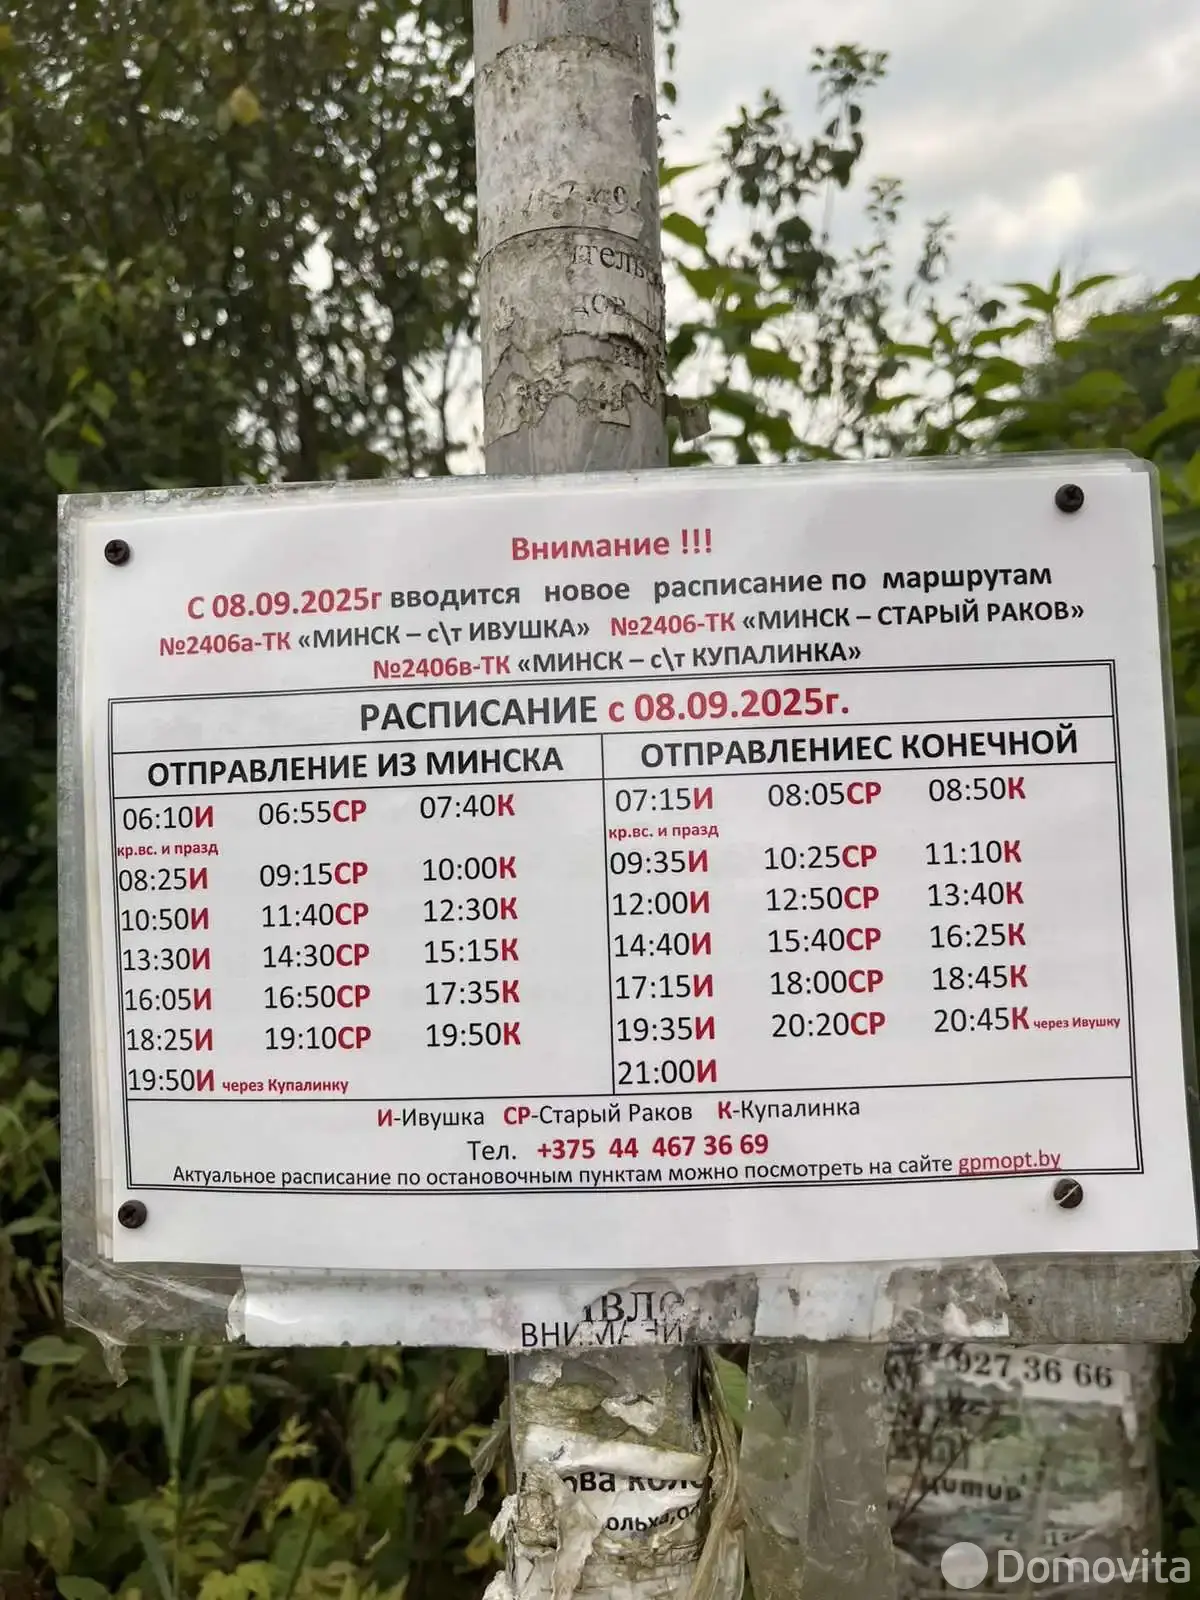 Внимание !!!
С 08.09.2025г вводится новое расписание по маршрутам
№2406а-ТК «МИНСК – с\т ИВУШКА» №2406-ТК «МИНСК – СТАРЫЙ РАКОВ»
№2406в-ТК «МИНСК – с\т КУПАЛИНКА»
РАСПИСАНИЕ с 08.09.2025г.
ОТПРАВЛЕНИЕ ИЗ МИНСКА ОТПРАВЛЕНИЕС КОНЕЧНОЙ
06:10И 06:55СР 07:40К 07:15И 08:05СР 08:50К
кр.вс. и празд кр.вс. и празд
08:25И 09:15СР 10:00К 09:35И 10:25СР 11:10К
10:50И 11:40СР 12:30К 12:00И 12:50СР 13:40К
13:30И 14:30СР 15:15К 14:40И 15:40СР 16:25К
16:05И 16:50СР 17:35К 17:15И 18:00СР 18:45К
18:25И 19:10СР 19:50К 19:35И 20:20СР 20:45К через Ивушку
19:50И через Купалинку 21:00И
И-Ивушка СР-Старый Раков К-Купалинка
Тел. +375 44 467 36 69
Актуальное расписание по остановочным пунктам можно посмотреть на сайте gpmopt.by
927 36 66
Domovita